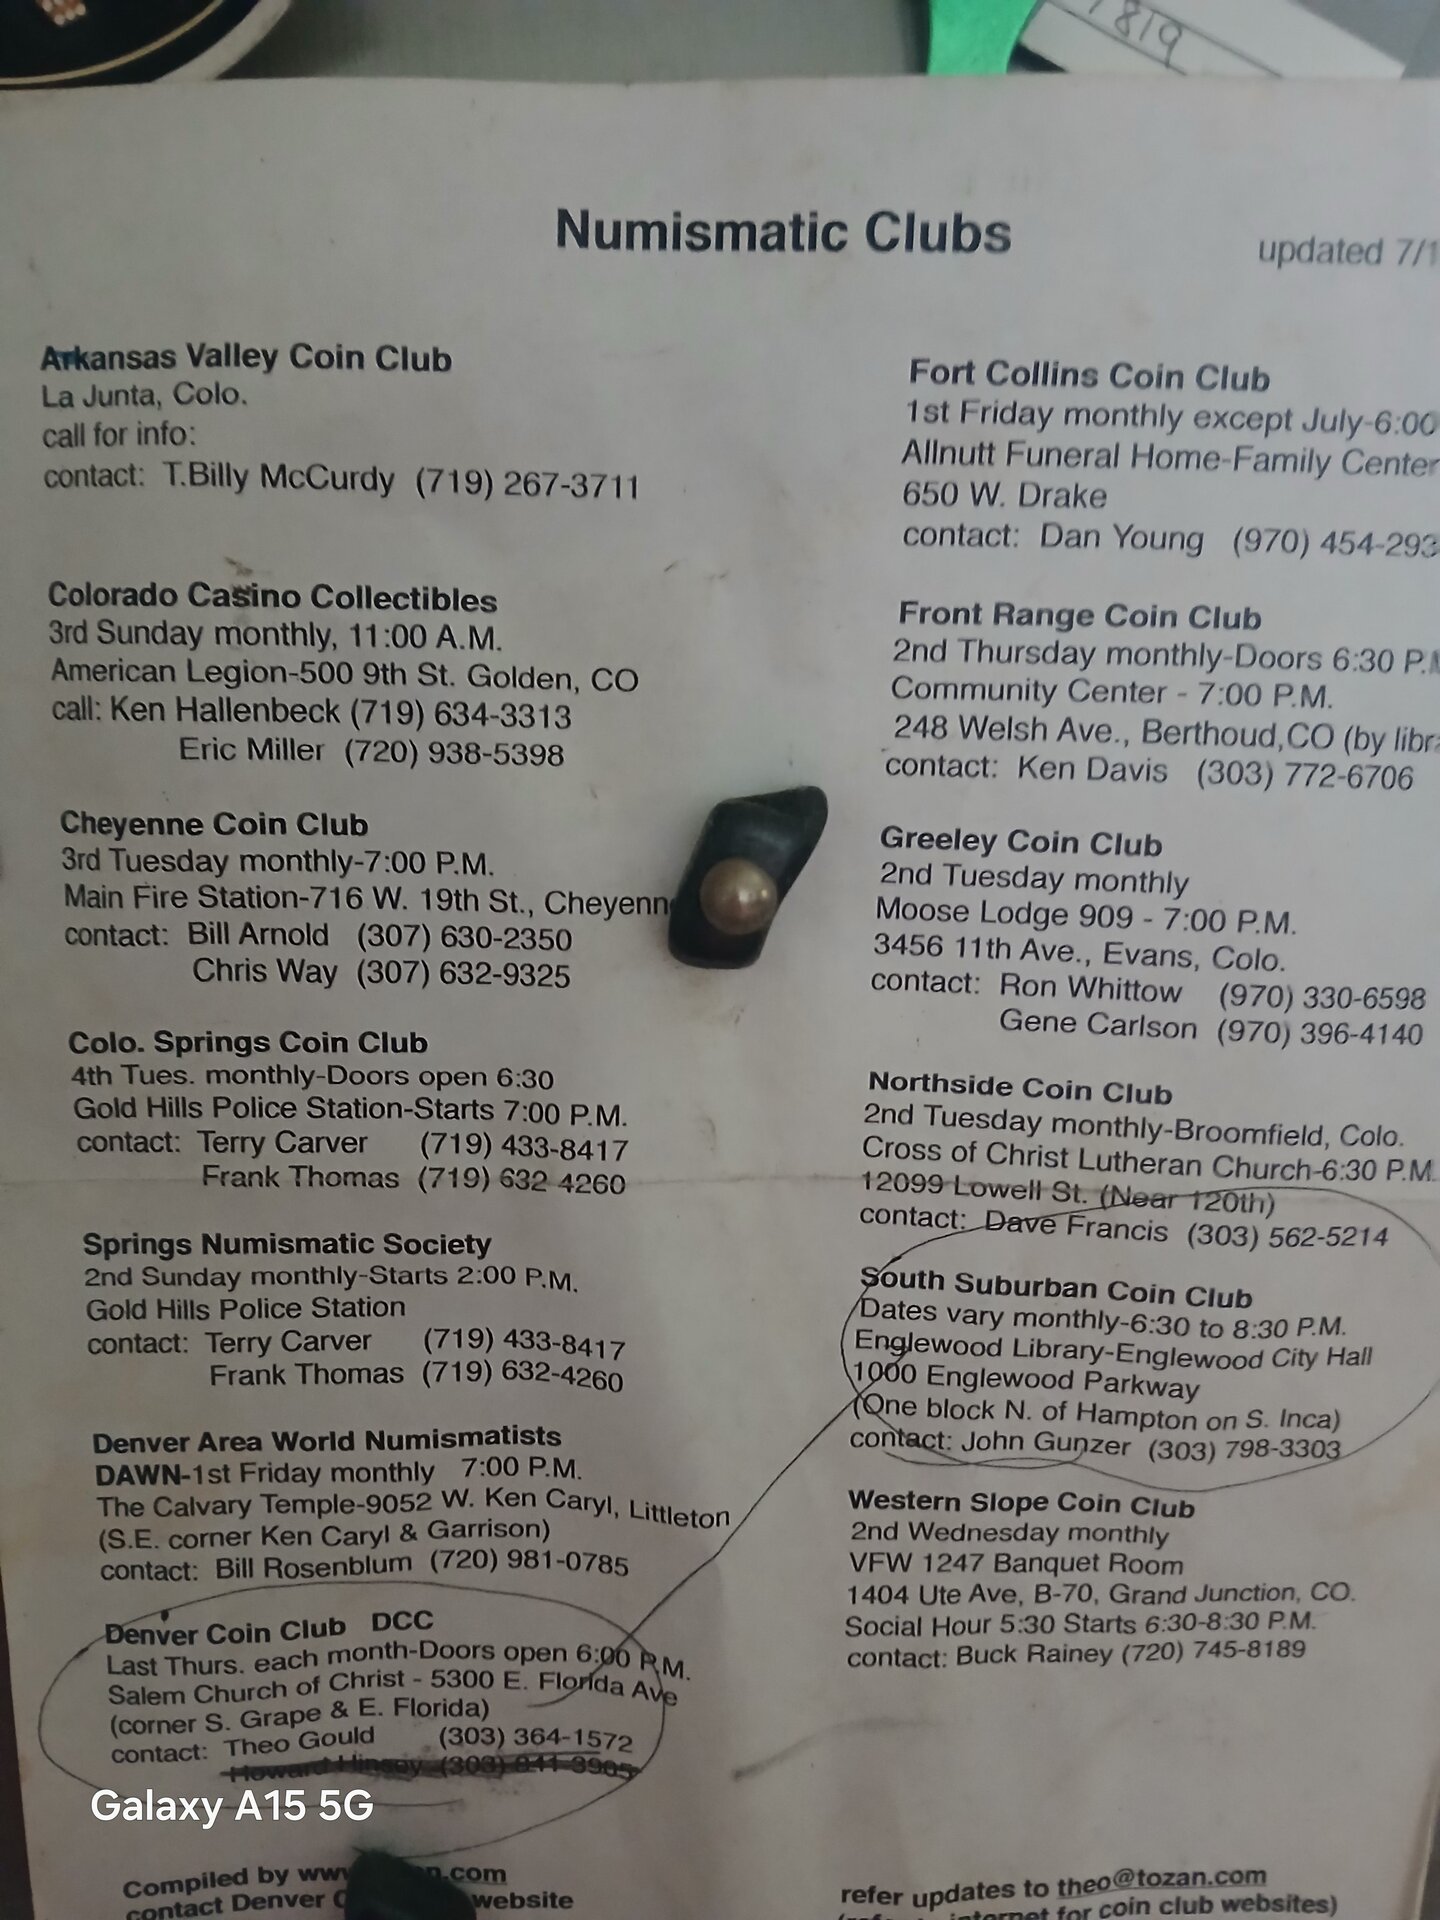 1819
Numismatic Clubs
updated 7/1
Arkansas Valley Coin Club
La Junta, Colo.
call for info:
contact: T.Billy McCurdy (719) 267-3711
Colorado Casino Collectibles
3rd Sunday monthly, 11:00 A.M.
American Legion-500 9th St. Golden, CO
call: Ken Hallenbeck (719) 634-3313
Eric Miller (720) 938-5398
Cheyenne Coin Club
3rd Tuesday monthly-7:00 P.M.
Main Fire Station-716 W. 19th St., Cheyenn
contact: Bill Arnold (307) 630-2350
Chris Way (307) 632-9325
Colo. Springs Coin Club
4th Tues. monthly-Doors open 6:30
Gold Hills Police Station-Starts 7:00 P.M.
contact: Terry Carver (719) 433-8417
Frank Thomas (719) 632 4260
Springs Numismatic Society
2nd Sunday monthly-Starts 2:00 P.M.
Gold Hills Police Station
contact: Terry Carver (719) 433-8417
Frank Thomas (719) 632-4260
Denver Area World Numismatists
DAWN-1st Friday monthly 7:00 P.M.
The Calvary Temple-9052 W. Ken Caryl, Littleton
(S.E. corner Ken Caryl & Garrison)
contact: Bill Rosenblum (720) 981-0785
Denver Coin Club DCC
Last Thurs. each month-Doors open 6:00 P.M.
Salem Church of Christ - 5300 E. Florida Ave
(corner S. Grape & E. Florida)
contact: Theo Gould (303) 364-1572
Howard (303)
Fort Collins Coin Club
1st Friday monthly except July-6:00
Allnutt Funeral Home-Family Center
650 W. Drake
contact: Dan Young (970) 454-293
Front Range Coin Club
2nd Thursday monthly-Doors 6:30 P.M
Community Center - 7:00 P.M.
248 Welsh Ave., Berthoud,CO (by libra
contact: Ken Davis (303) 772-6706
Greeley Coin Club
2nd Tuesday monthly
Moose Lodge 909 - 7:00 P.M.
3456 11th Ave., Evans, Colo.
contact: Ron Whittow (970) 330-6598
Gene Carlson (970) 396-4140
Northside Coin Club
2nd Tuesday monthly-Broomfield, Colo.
Cross of Christ Lutheran Church-6:30 P.M.
12099 Lowell St. (Near 120th)
contact: Dave Francis (303) 562-5214
South Suburban Coin Club
Dates vary monthly-6:30 to 8:30 P.M.
Englewood Library-Englewood City Hall
1000 Englewood Parkway
(One block N. of Hampton on S. Inca)
contact: John Gunzer (303) 798-3303
Western Slope Coin Club
2nd Wednesday monthly
VFW 1247 Banquet Room
1404 Ute Ave, B-70, Grand Junction, CO.
Social Hour 5:30 Starts 6:30-8:30 P.M.
contact: Buck Rainey (720) 745-8189
Galaxy A15 5G
Compiled by www .com
contact Denver C website
refer updates to theo@tozan.com
internet for coin club websites)